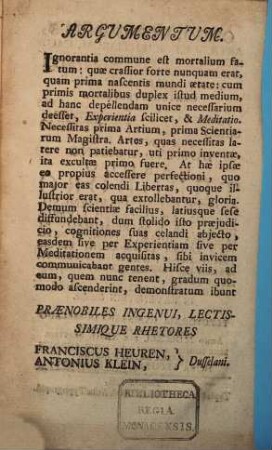 ARGUMENTUM.
Ignorantia commune est mortalium fa-
tum: quæ crassior forte nunquam erat,
quam prima nascentis mundi ætate: cum
primis mortalibus duplex istud medium,
ad hanc depellendam unice necessarium
deesset, Experientia scilicet, & Meditatio.
Necessitas prima Artium, prima Scientia-
rum Magistra. Artes, quas necessitas la-
tere non patiebatur, uti primo inventæ,
ita excultæ primo fuere. At hæ ipsæ
eo propius accessere perfectioni, quo
major eas colendi Libertas, quoque il-
lustrior erat, qua extollebantur, gloria.
Demum scientiæ facilius, latiusque sese
diffundebant, dum stolido isto præjudi-
cio, cognitiones suas celandi abjecto,
easdem sive per Experientiam sive per
Meditationem acquisitas, sibi invicem
communicabant gentes. Hisce viis, ad
eum, quem nunc tenent, gradum quo-
modo ascenderint, demonstratum ibunt
PRÆNOBILES INGENUI, LECTIS-
SIMIQUE RHETORES
FRANCISCUS HEUREN, } Dusselani.
ANTONIUS KLEIN,
BIBLIOTHECA
REGIA
MONACENSIS.